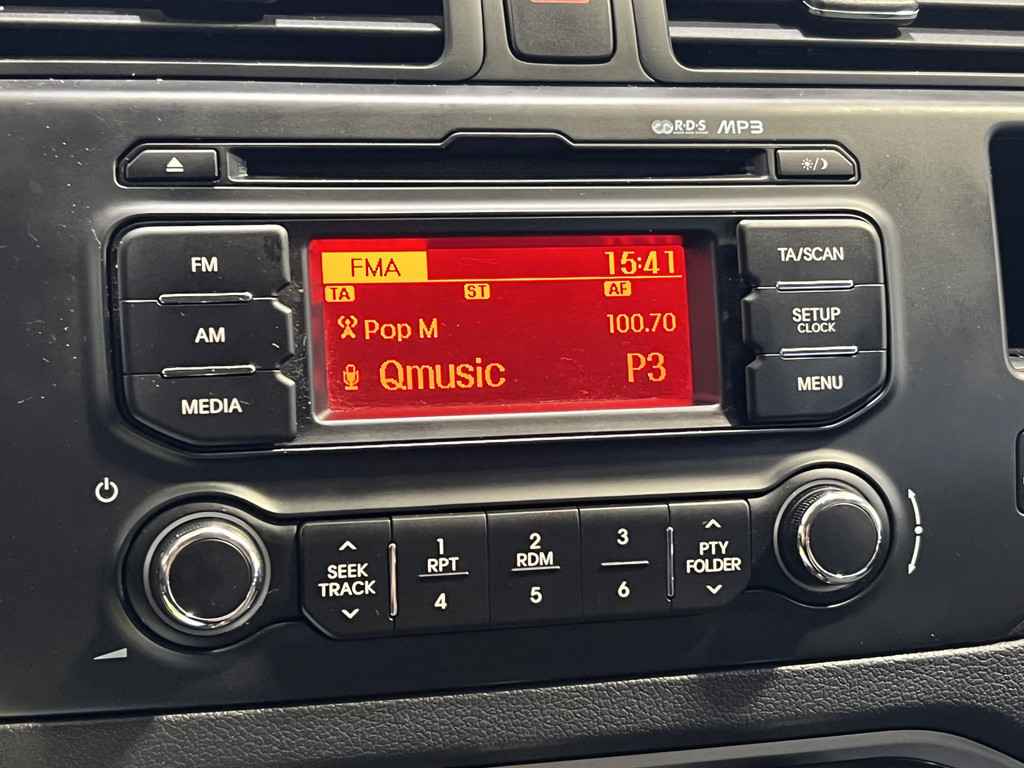 R·D·S MP3
FM
AM
MEDIA
FMA 15:41
TA ST AF
Pop M 100.70
Qmusic P3
TA/SCAN
SETUP
CLOCK
MENU
SEEK
TRACK
1
RPT
4
2
RDM
5
3
6
PTY
FOLDER